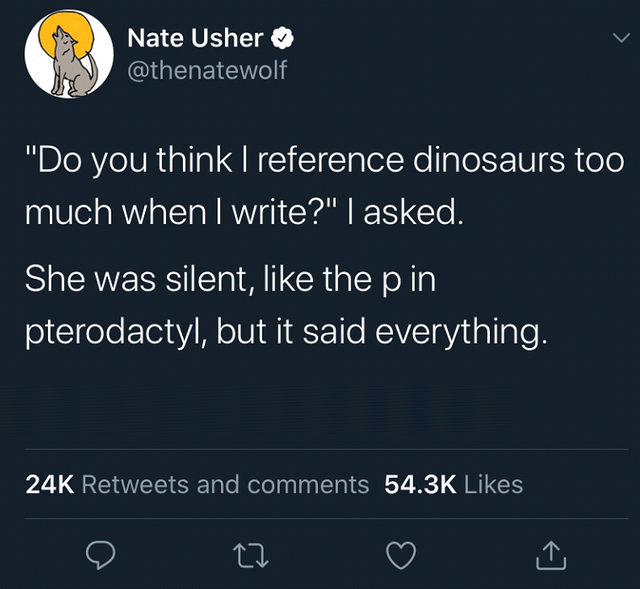 Nate Usher
@thenatewolf
"Do you think I reference dinosaurs too
much when I write?" I asked.
She was silent, like the p in
pterodactyl, but it said everything.
24K Retweets and comments 54.3K Likes